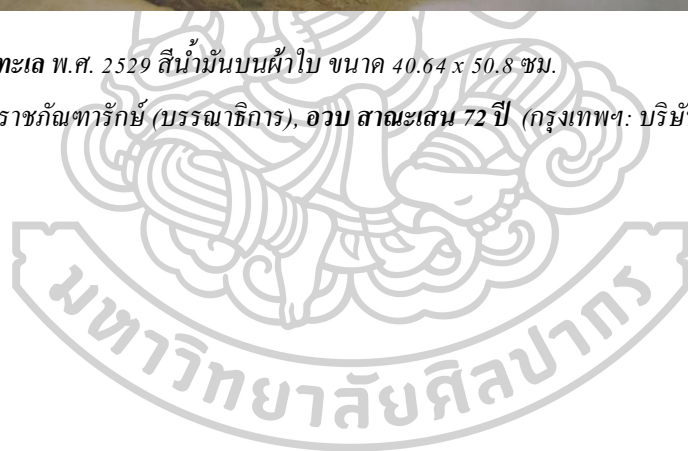 ทะเล พ.ศ. 2529 สีน้ำมันบนผ้าใบ ขนาด 40.64 x 50.8 ซม.
ราชภัณฑารักษ์ (บรรณาธิการ), อวบ สาณะเสน 72 ปี (กรุงเทพฯ: บริษั
มหาวิทยาลัยศิลปากร